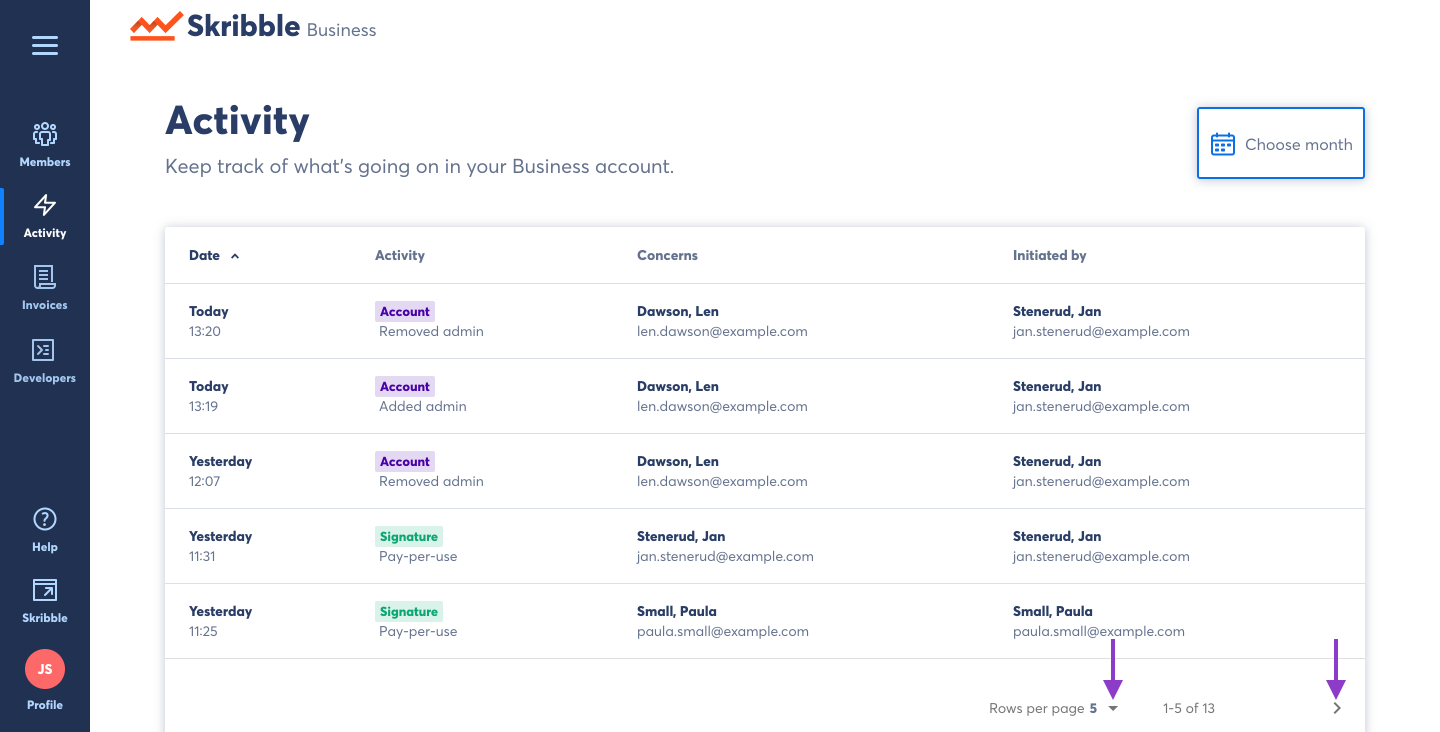 Skribble Business
Members
Activity
Invoices
Developers
Help
Skribble
JS
Profile
Activity
Keep track of what's going on in your Business account.
Choose month
Date Activity Concerns Initiated by
Today Account Dawson, Len Stenerud, Jan
13:20 Removed admin len.dawson@example.com jan.stenerud@example.com
Today Account Dawson, Len Stenerud, Jan
13:19 Added admin len.dawson@example.com jan.stenerud@example.com
Yesterday Account Dawson, Len Stenerud, Jan
12:07 Removed admin len.dawson@example.com jan.stenerud@example.com
Yesterday Signature Stenerud, Jan Stenerud, Jan
11:31 Pay-per-use jan.stenerud@example.com jan.stenerud@example.com
Yesterday Signature Small, Paula Small, Paula
11:25 Pay-per-use paula.small@example.com paula.small@example.com
Rows per page 5 1-5 of 13